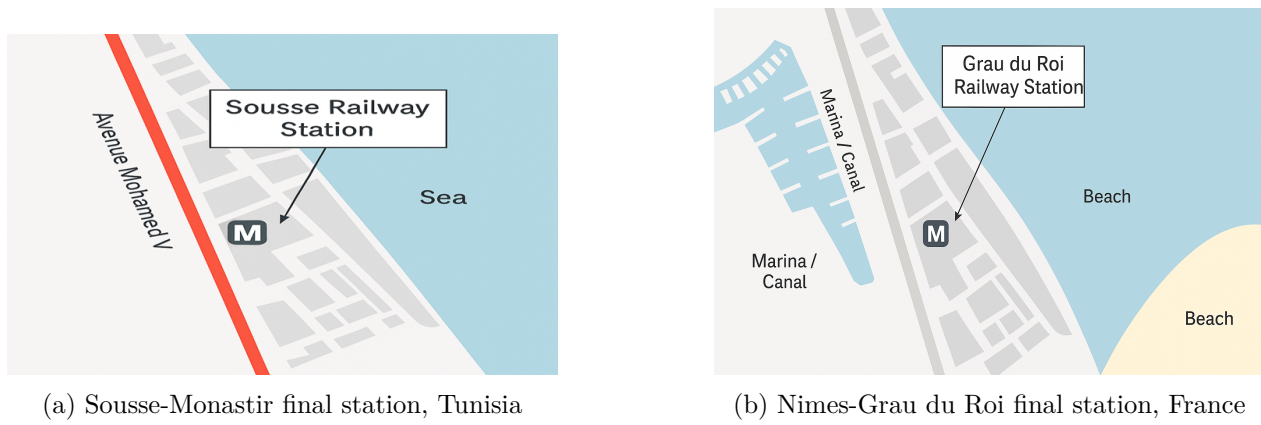 Avenue Mohamed V
Sousse Railway
Station
M
Sea
(a) Sousse-Monastir final station, Tunisia
Grau du Roi
Railway Station
Marina / Canal
Beach
M
Marina /
Canal
Beach
(b) Nimes-Grau du Roi final station, France